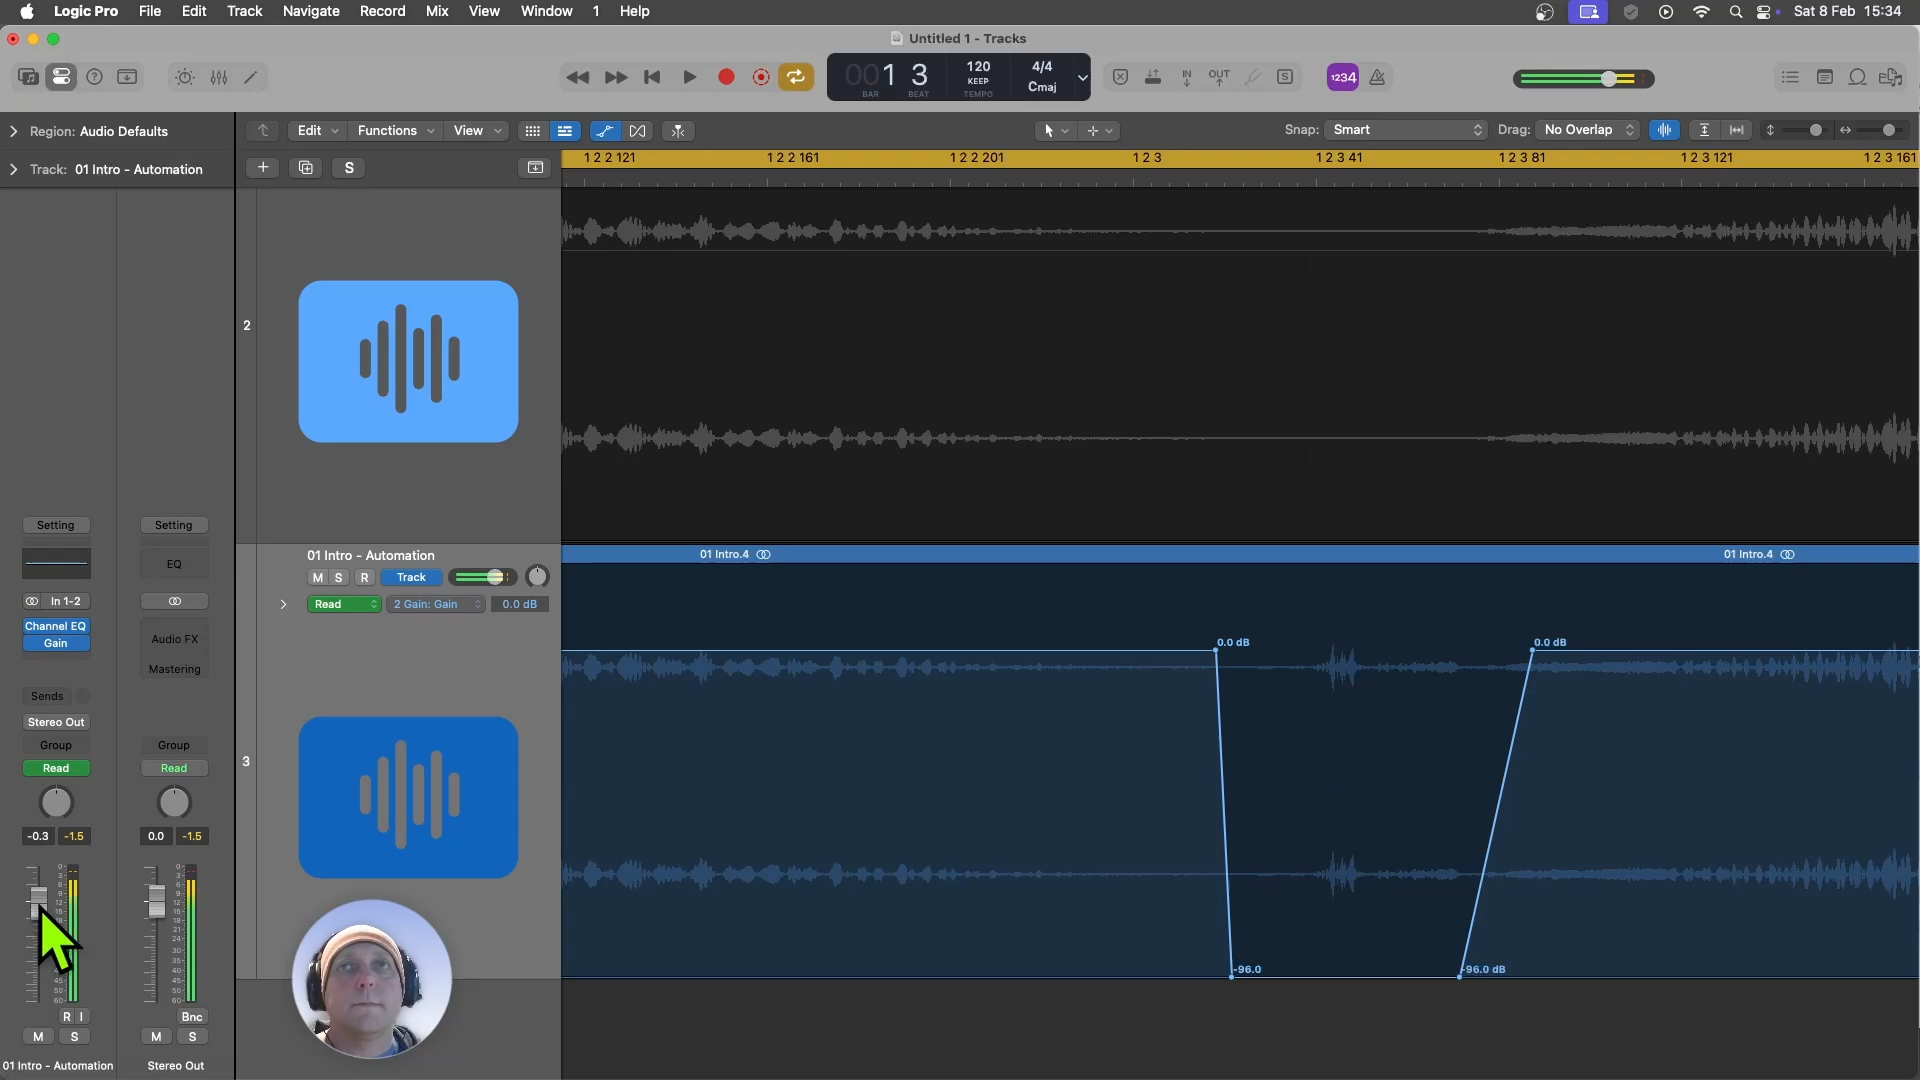 Logic Pro File Edit Track Navigate Record Mix View Window 1 Help Sat 8 Feb 15:34
Untitled 1 - Tracks
001 3 120 4/4
KEEP Cmaj
BAR BEAT TEMPO
IN OUT S 1234
Region: Audio Defaults
Edit Functions View Snap: Smart Drag: No Overlap
Track: 01 Intro - Automation
S
1 2 2 121 1 2 2 161 1 2 2 201 1 2 3 1 2 3 41 1 2 3 81 1 2 3 121 1 2 3 161
2
Setting Setting
EQ
In 1-2
Channel EQ
Gain
Audio FX
Mastering
Sends
Stereo Out
Group Group
Read Read
-0.3 -1.5 0.0 -1.5
R I Bnc
M S M S
01 Intro - Automation Stereo Out
01 Intro - Automation
M S R Track
Read 2 Gain: Gain 0.0 dB
3
01 Intro.4 01 Intro.4
0.0 dB 0.0 dB
-96.0 -96.0 dB